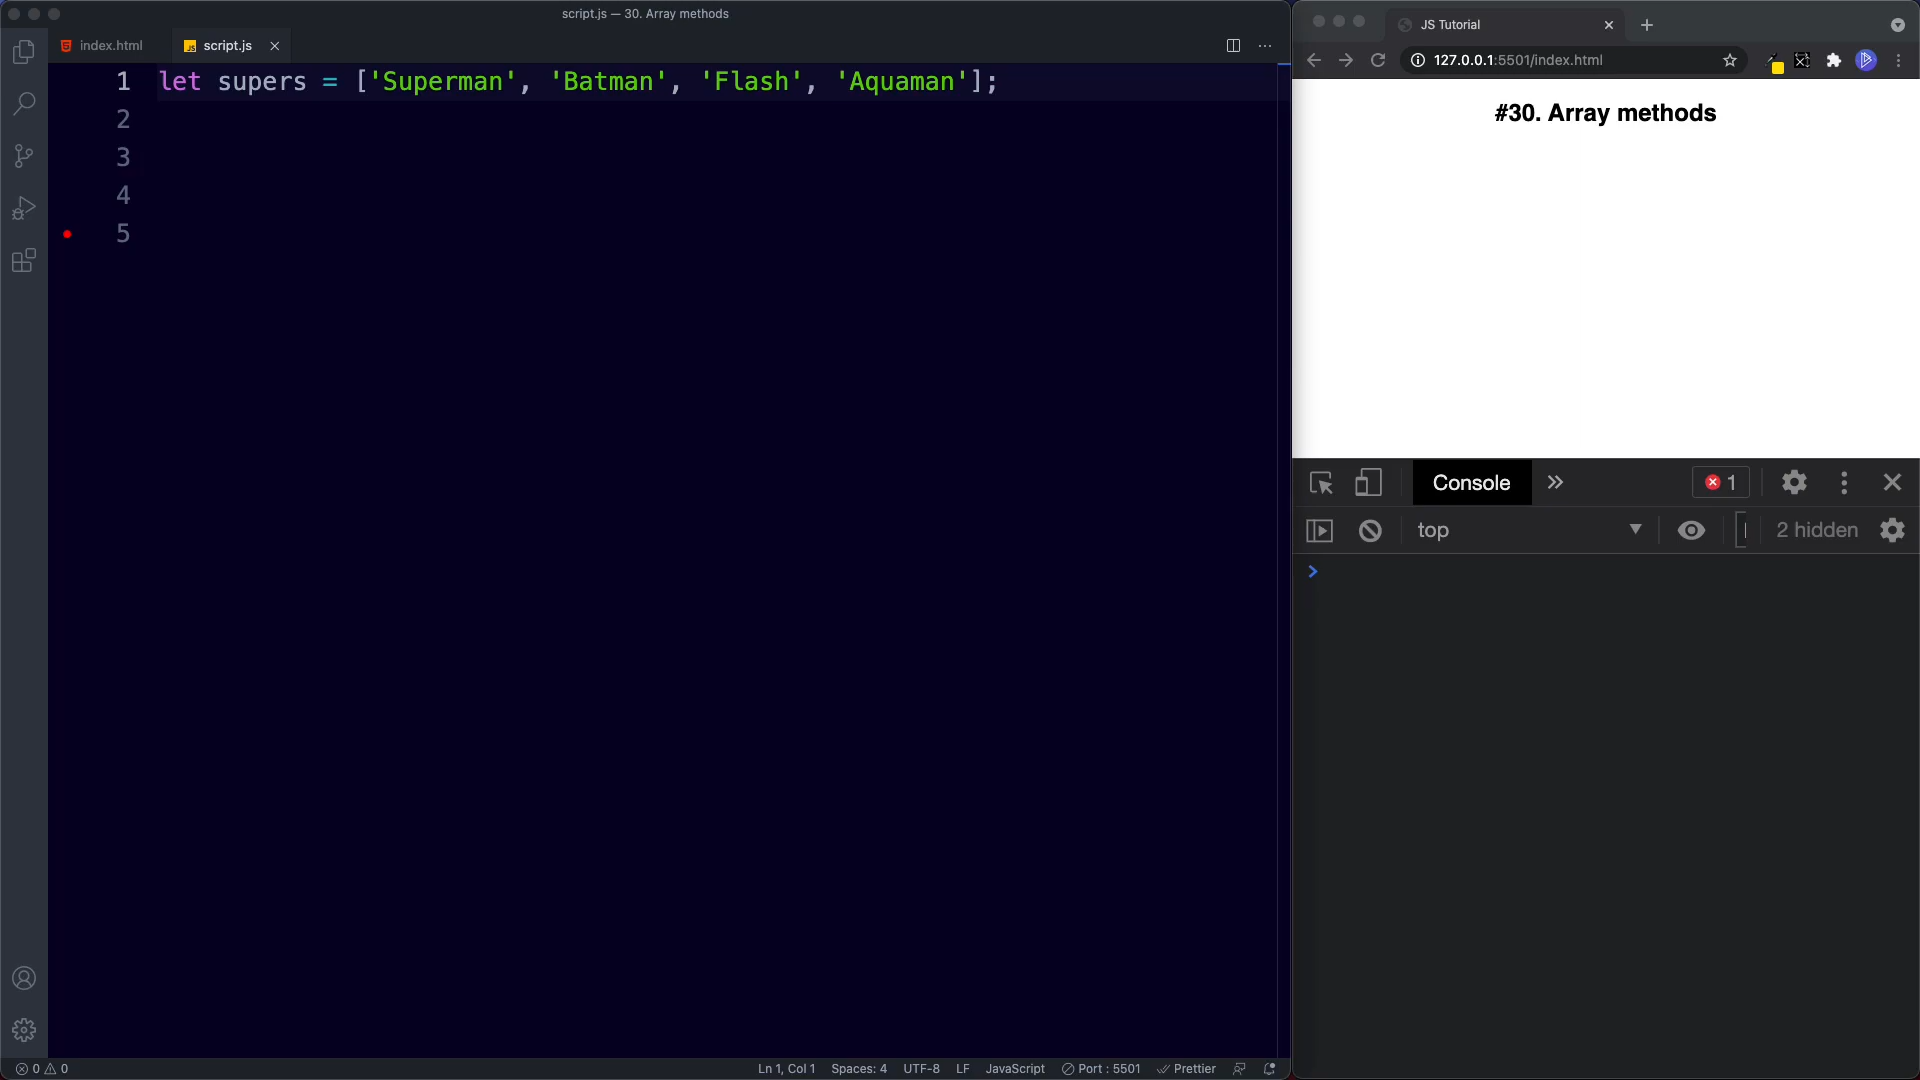 script.js — 30. Array methods
index.html
script.js
1 let supers = ['Superman', 'Batman', 'Flash', 'Aquaman'];
2
3
4
5
0 0
Ln 1, Col 1 Spaces: 4 UTF-8 LF JavaScript Port : 5501 Prettier
JS Tutorial
127.0.0.1:5501/index.html
#30. Array methods
Console 1
top 2 hidden